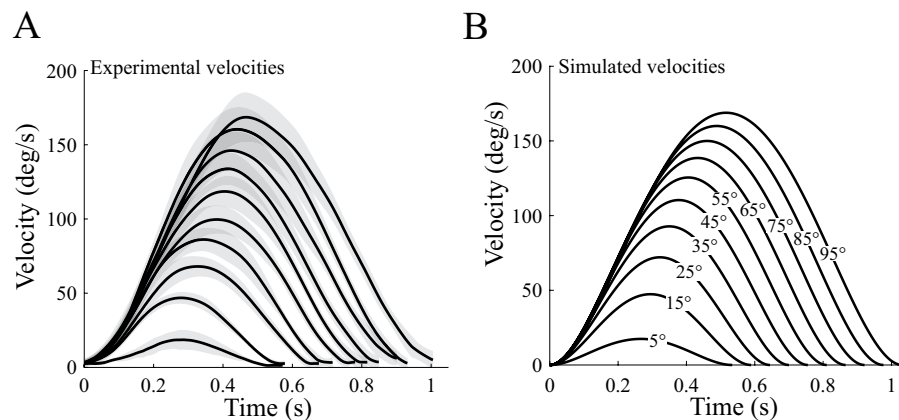 A
Experimental velocities
Velocity (deg/s)
200
150
100
50
0
0 0.2 0.4 0.6 0.8 1
Time (s)
B
Simulated velocities
Velocity (deg/s)
200
150
100
50
0
55°
65°
45°
75°
35°
85°
95°
25°
15°
5°
0 0.2 0.4 0.6 0.8 1
Time (s)